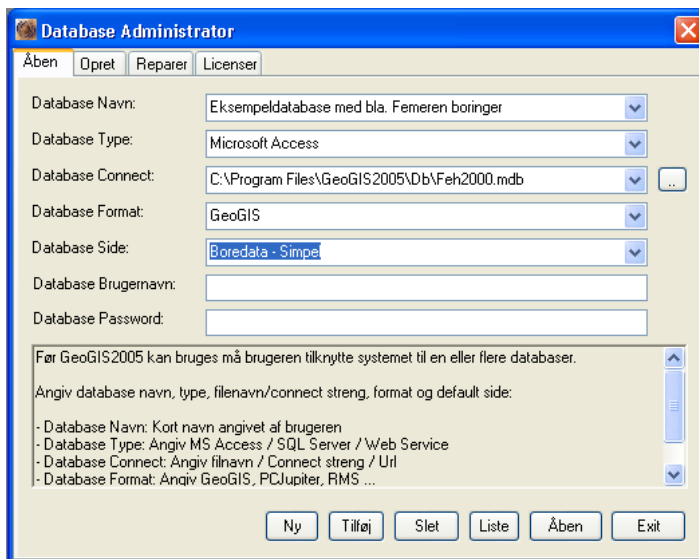 Database Administrator
Åben Opret Reparer Licenser
Database Navn: Eksempeldatabase med bla. Femeren boringer
Database Type: Microsoft Access
Database Connect: C:\Program Files\GeoGIS2005\Db\Feh2000.mdb ..
Database Format: GeoGIS
Database Side: Boredata - Simpel
Database Brugernavn:
Database Password:
Før GeoGIS2005 kan bruges må brugeren tilknytte systemet til en eller flere databaser.
Angiv database navn, type, filenavn/connect streng, format og default side:
- Database Navn: Kort navn angivet af brugeren
- Database Type: Angiv MS Access / SQL Server / Web Service
- Database Connect: Angiv filnavn / Connect streng / Url
- Database Format: Angiv GeoGIS, PCJupiter, RMS ...
Ny Tilføj Slet Liste Åben Exit